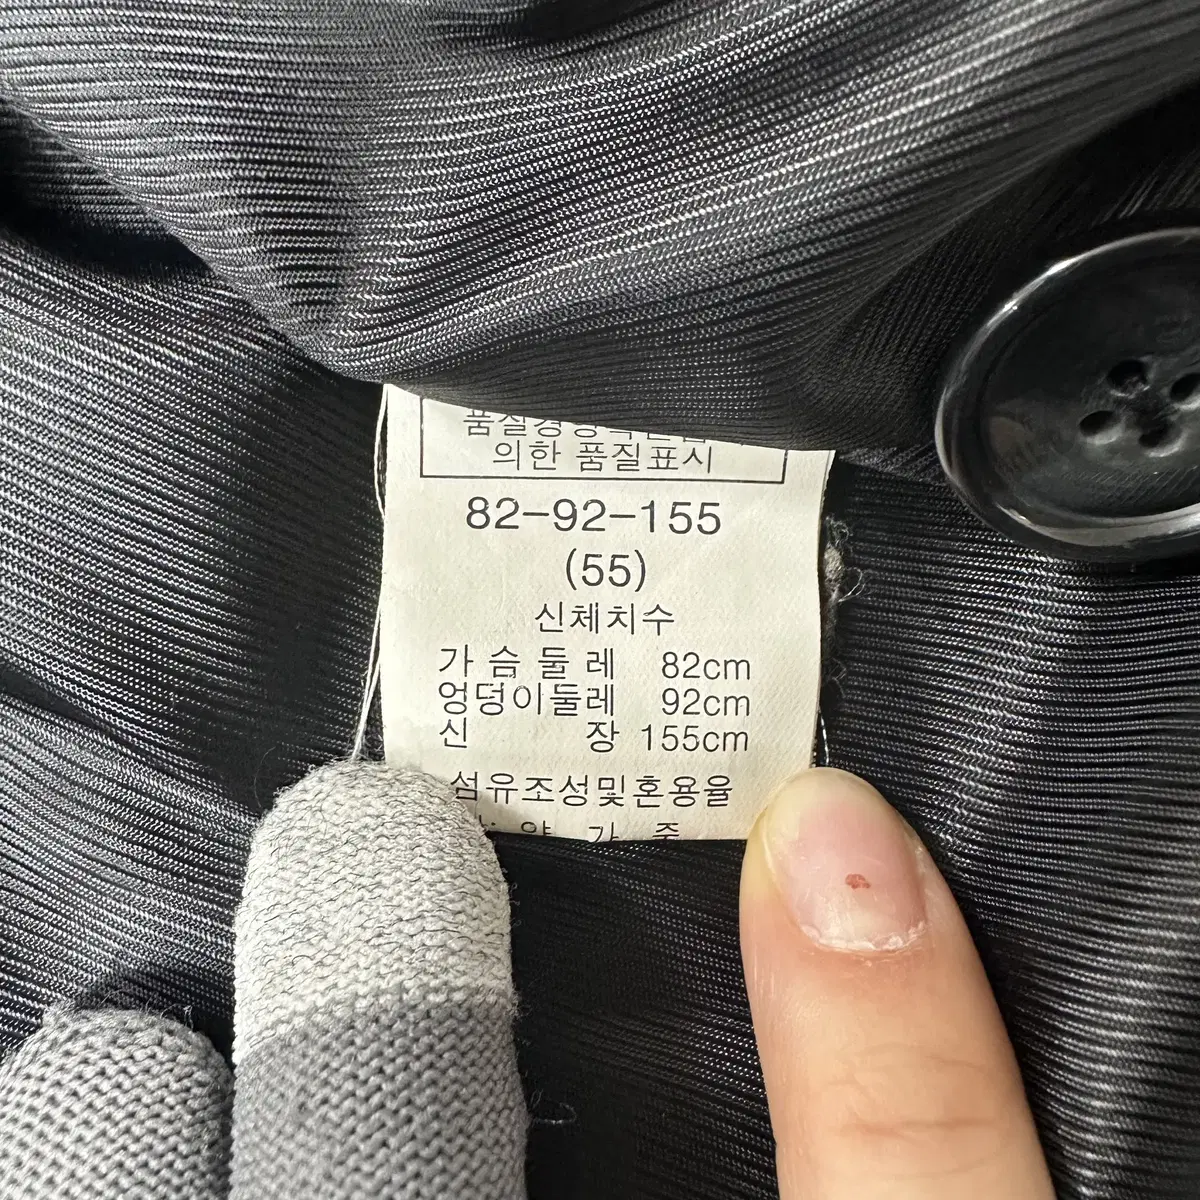 의한 품질표시
82-92-155
(55)
신체치수
가 슴 둘 레 82cm
엉덩이둘레 92cm
신 장 155cm
섬유조성및혼용율